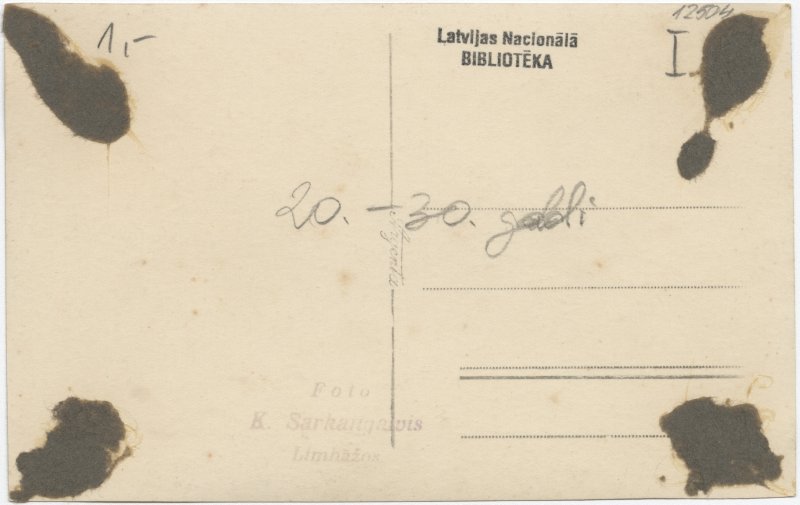 12504
1,-
Latvijas Nacionālā
BIBLIOTĒKA
I
20. - 30. gadi
Foto
K. Sarkangalvis
Limbažos